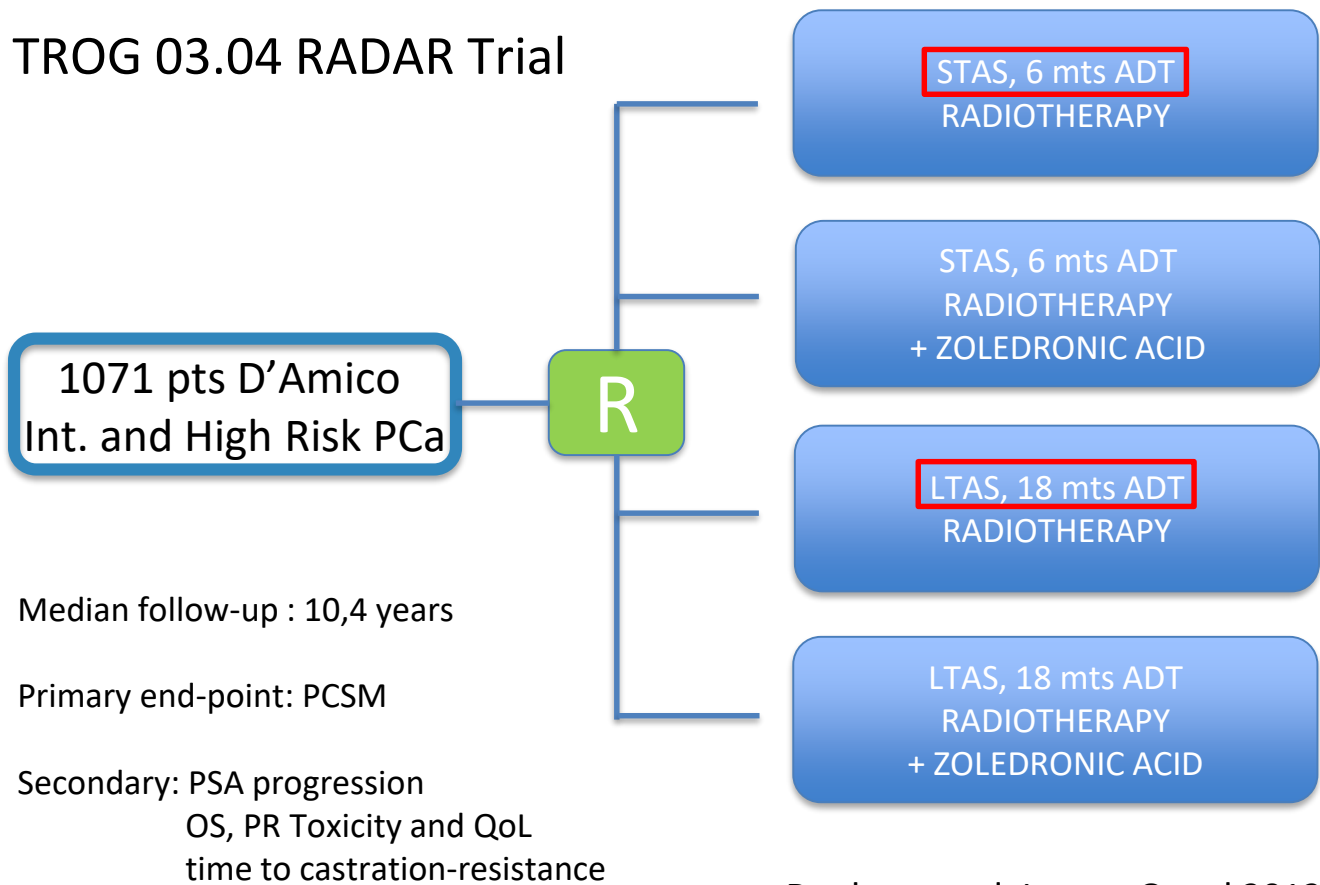 TROG 03.04 RADAR Trial
STAS, 6 mts ADT
RADIOTHERAPY
STAS, 6 mts ADT
RADIOTHERAPY
+ ZOLEDRONIC ACID
1071 pts D’Amico
Int. and High Risk PCa
R
LTAS, 18 mts ADT
RADIOTHERAPY
LTAS, 18 mts ADT
RADIOTHERAPY
+ ZOLEDRONIC ACID
Median follow-up : 10,4 years
Primary end-point: PCSM
Secondary: PSA progression
OS, PR Toxicity and QoL
time to castration-resistance